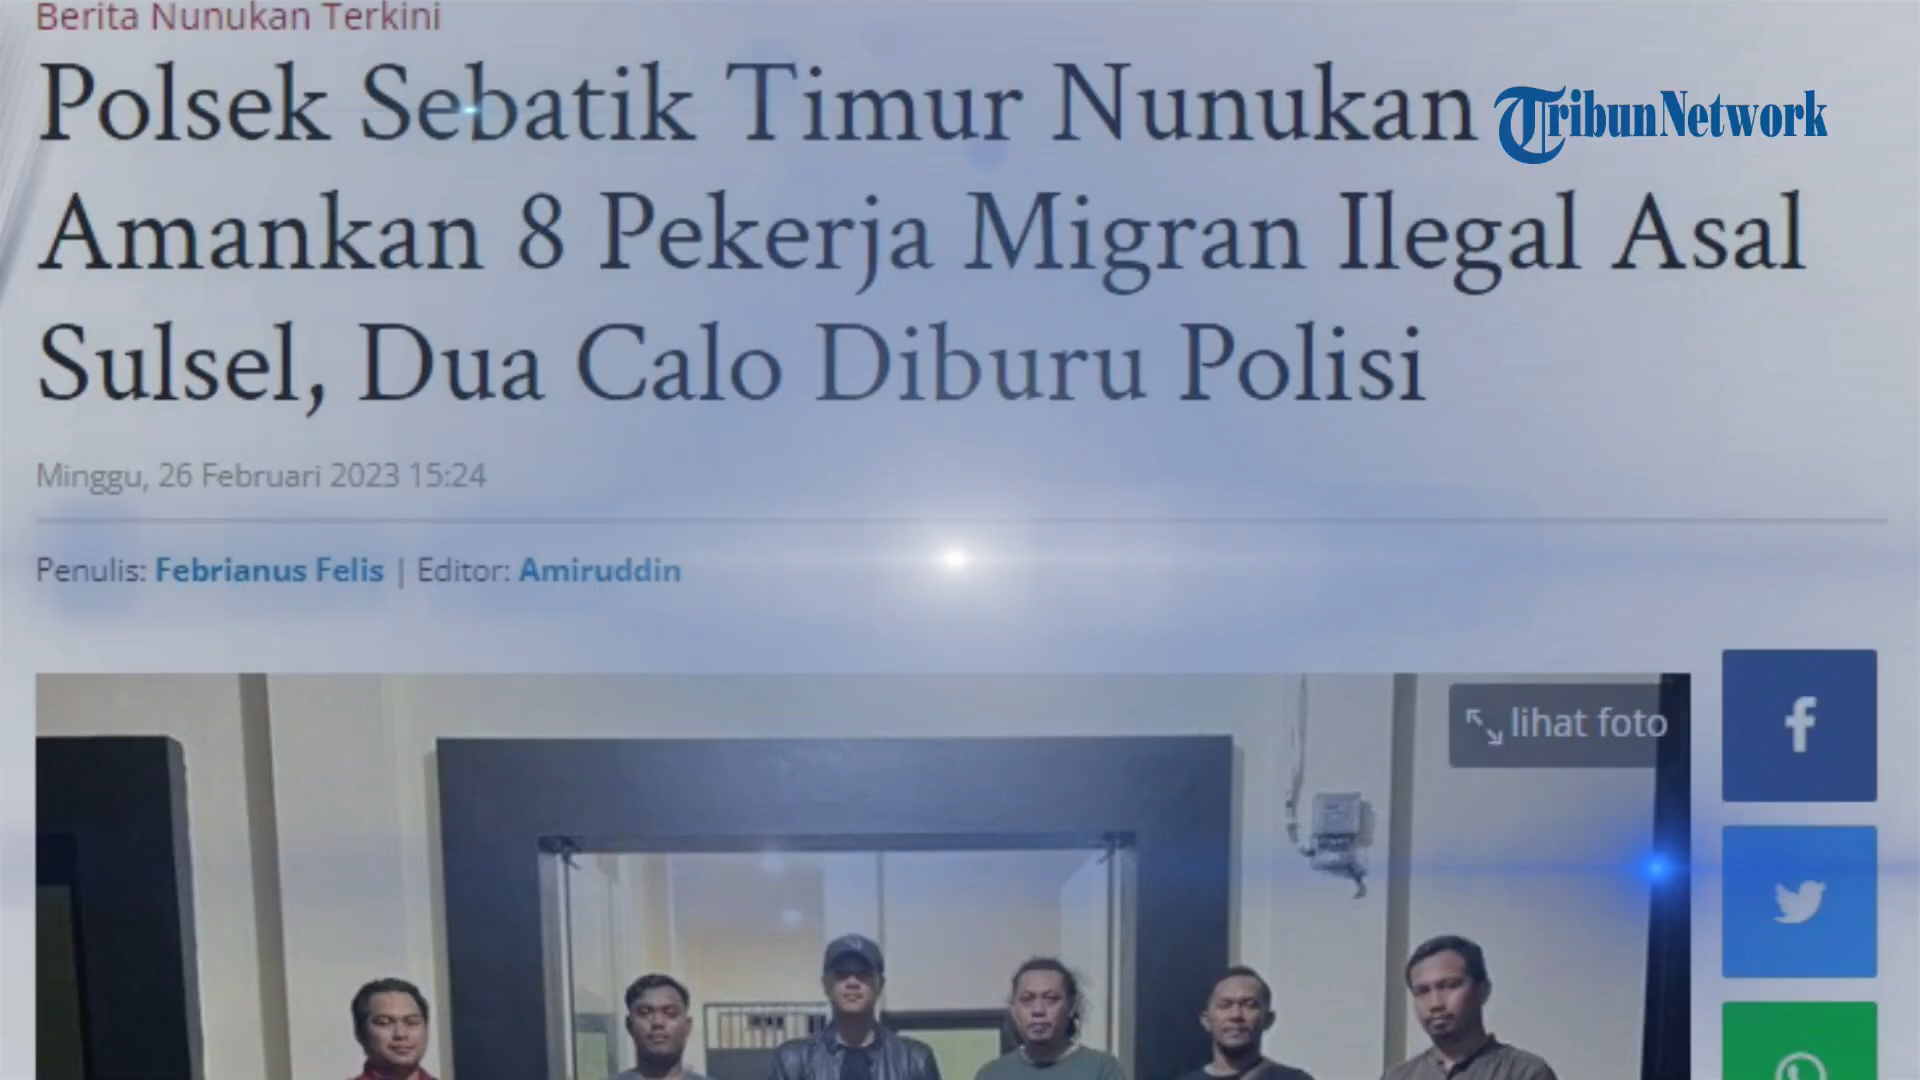 Berita Nunukan Terkini
Polsek Sebatik Timur Nunukan
TribunNetwork
Amankan 8 Pekerja Migran Ilegal Asal
Sulsel, Dua Calo Diburu Polisi
Minggu, 26 Februari 2023 15:24
Penulis: Febrianus Felis | Editor: Amiruddin
lihat foto